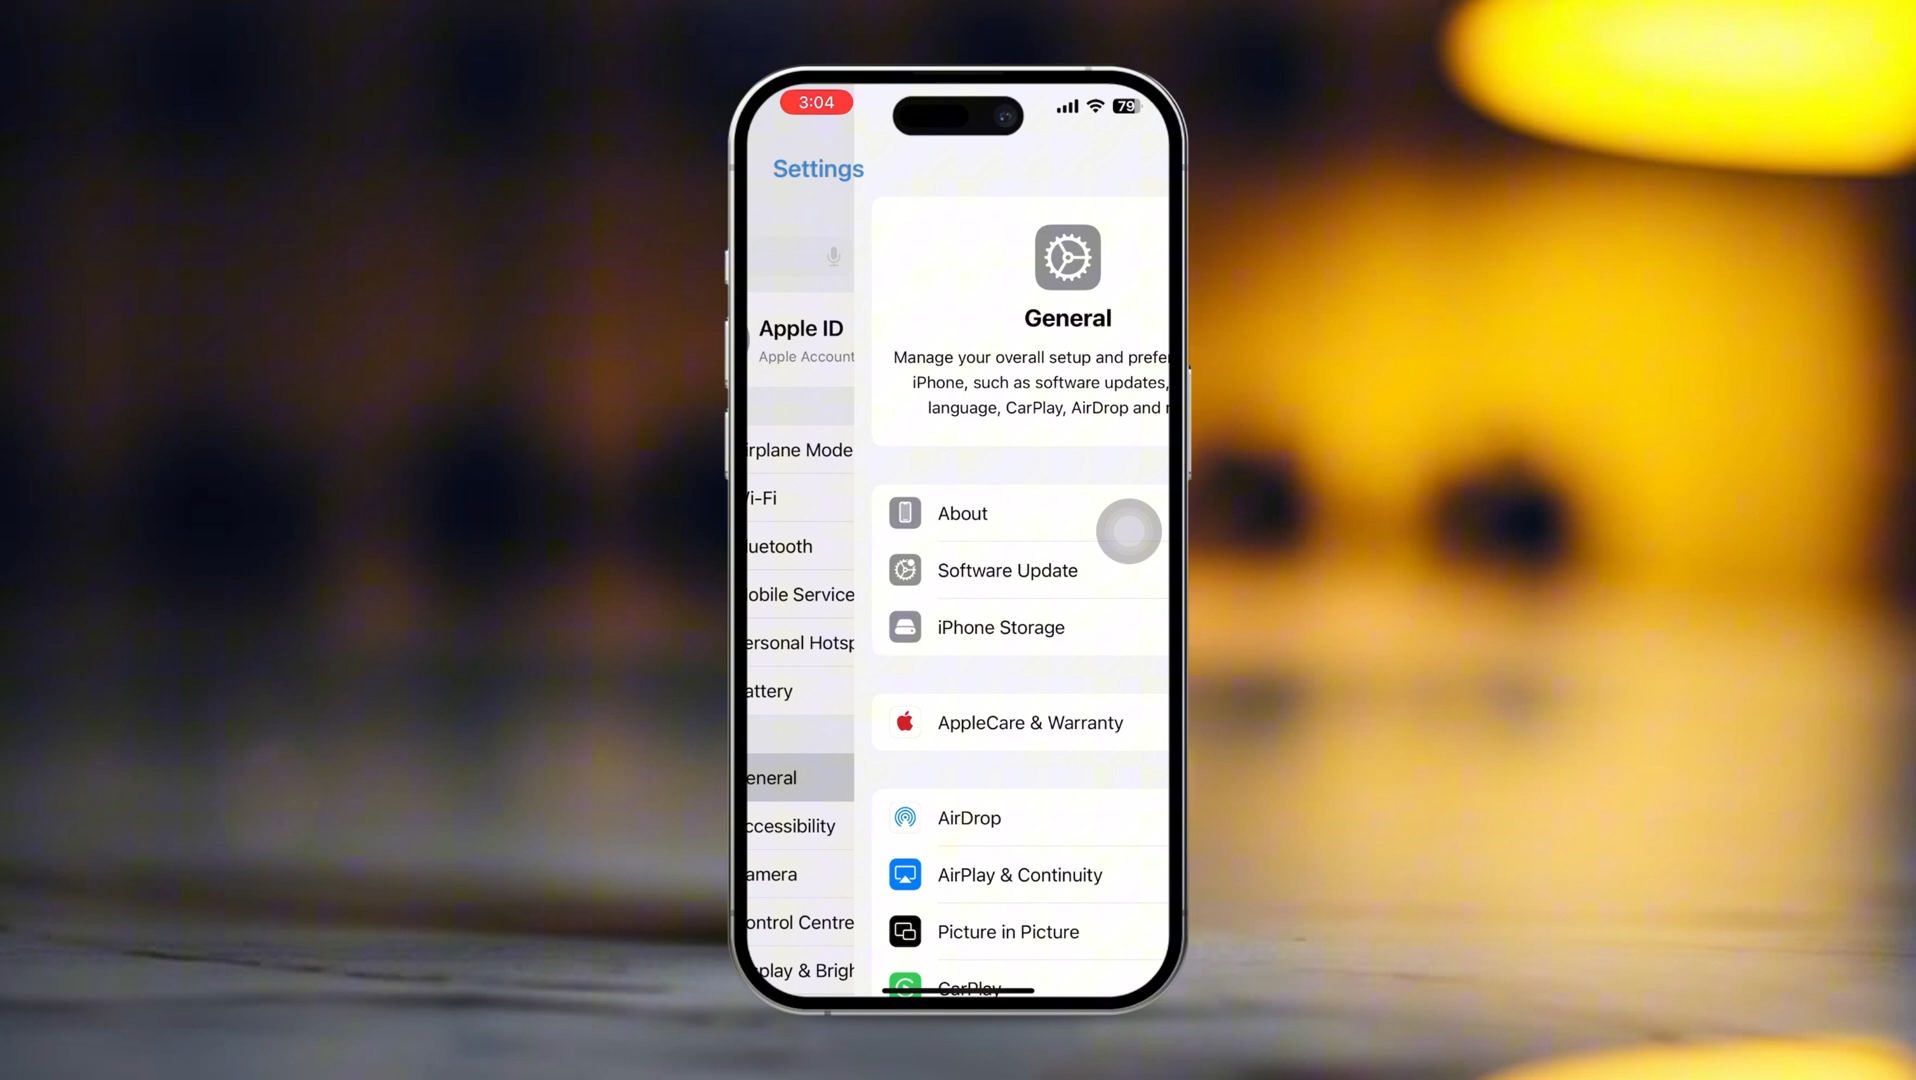 3:04
79
Settings
Apple ID
Apple Account
irplane Mode
i-Fi
uetooth
obile Service
ersonal Hotsp
attery
eneral
ccessibility
amera
ontrol Centre
play & Brigh
General
Manage your overall setup and prefe
iPhone, such as software updates,
language, CarPlay, AirDrop and
About
Software Update
iPhone Storage
AppleCare & Warranty
AirDrop
AirPlay & Continuity
Picture in Picture
CarPlay